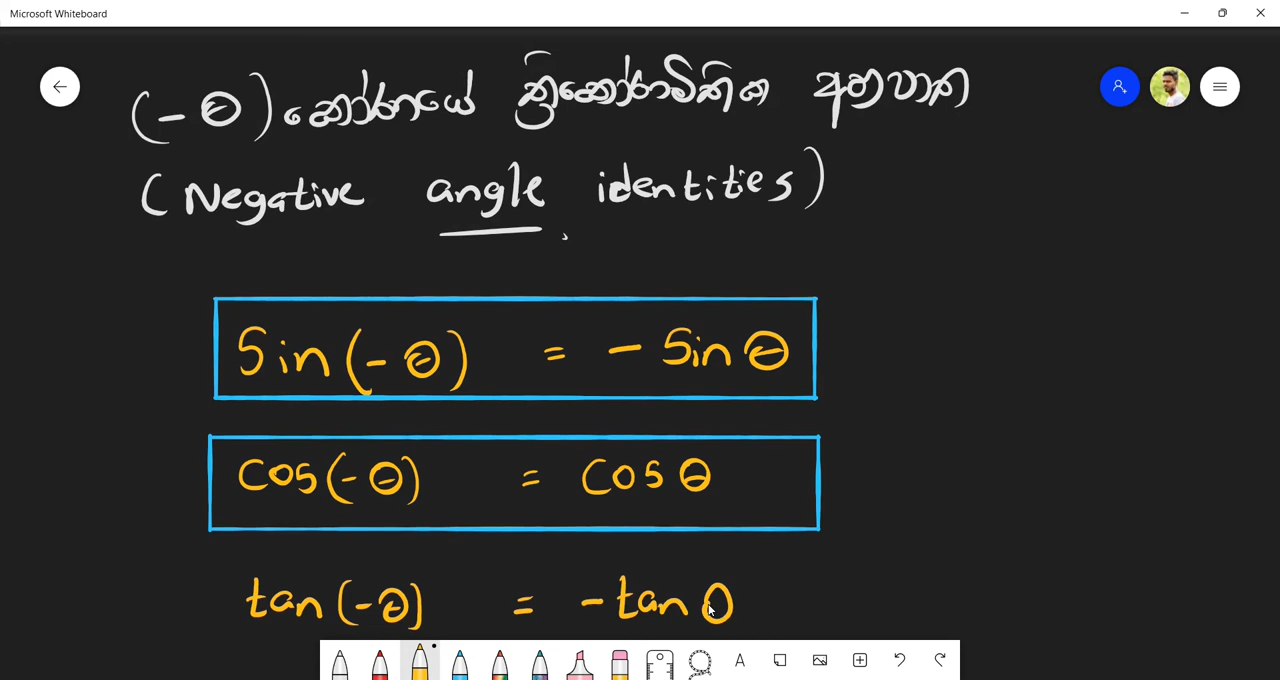 Microsoft Whiteboard
(- θ) කෝණයේ ත්‍රිකෝණමිතික අනුපාත
(Negative angle identities)
Sin(- θ) = - Sin θ
Cos(- θ) = Cos θ
tan(- θ) = - tan θ